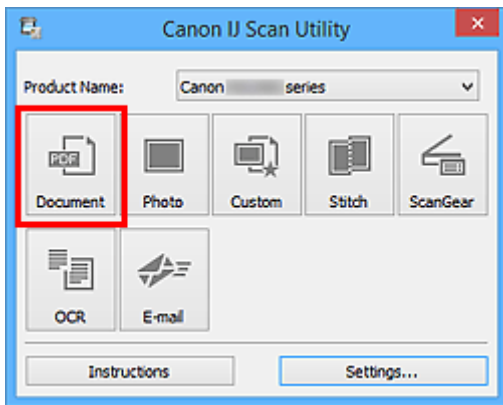 Canon IJ Scan Utility
Product Name: Canon series
PDF
Document Photo Custom Stitch ScanGear
OCR E-mail
Instructions Settings...